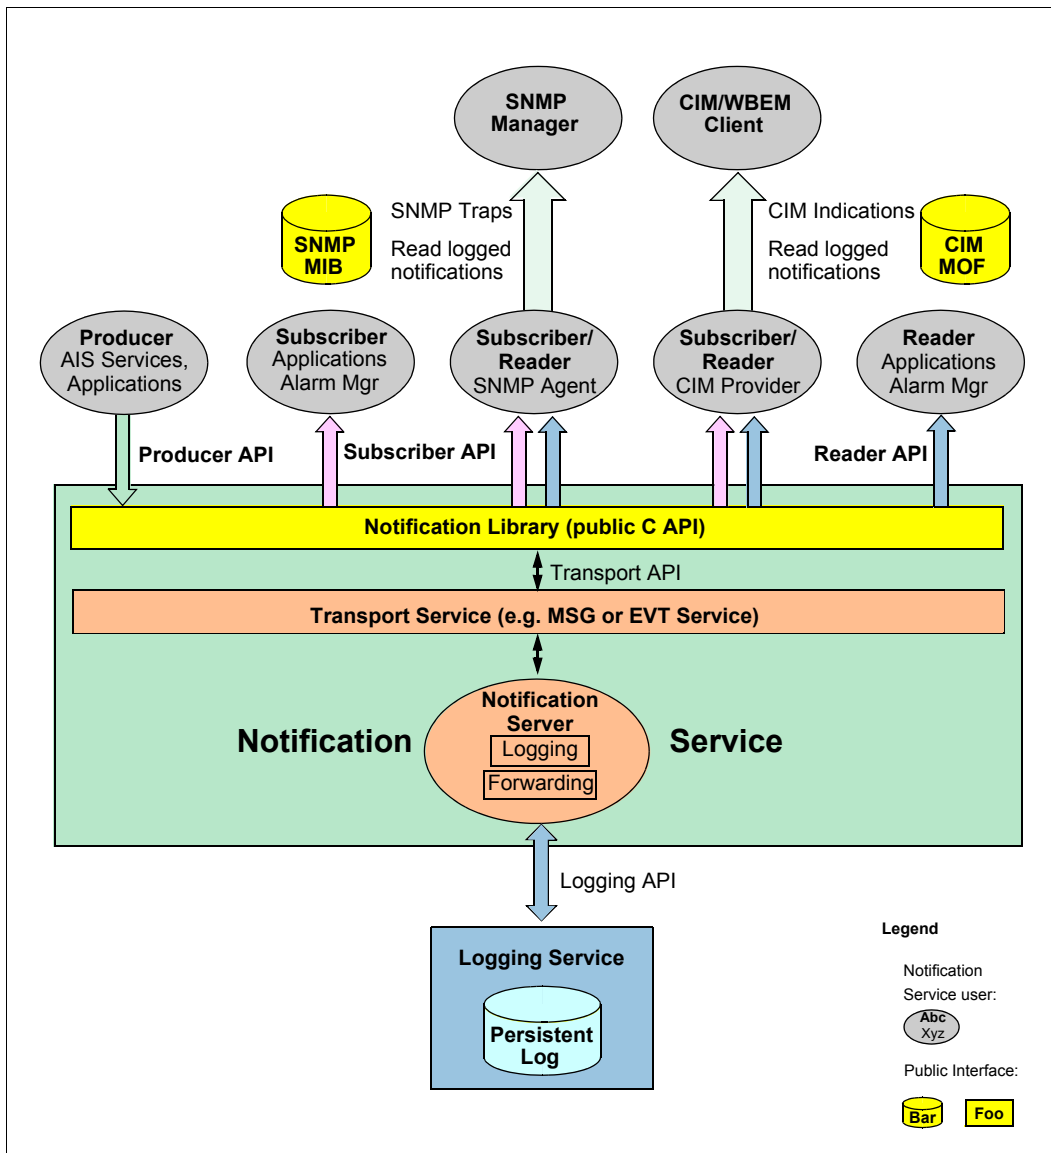 SNMP
Manager
CIM/WBEM
Client
SNMP
MIB
SNMP Traps
Read logged
notifications
CIM Indications
Read logged
notifications
CIM
MOF
Producer
AIS Services,
Applications
Subscriber
Applications
Alarm Mgr
Subscriber/
Reader
SNMP Agent
Subscriber/
Reader
CIM Provider
Reader
Applications
Alarm Mgr
Producer API
Subscriber API
Reader API
Notification Library (public C API)
Transport API
Transport Service (e.g. MSG or EVT Service)
Notification
Notification
Server
Logging
Forwarding
Service
Logging API
Logging Service
Persistent
Log
Legend
Notification
Service user:
Abc
Xyz
Public Interface:
Bar
Foo